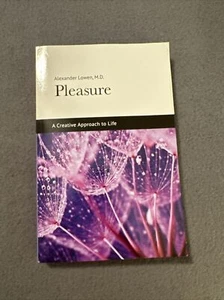 Alexander Lowen, M.D.
Pleasure
A Creative Approach to Life